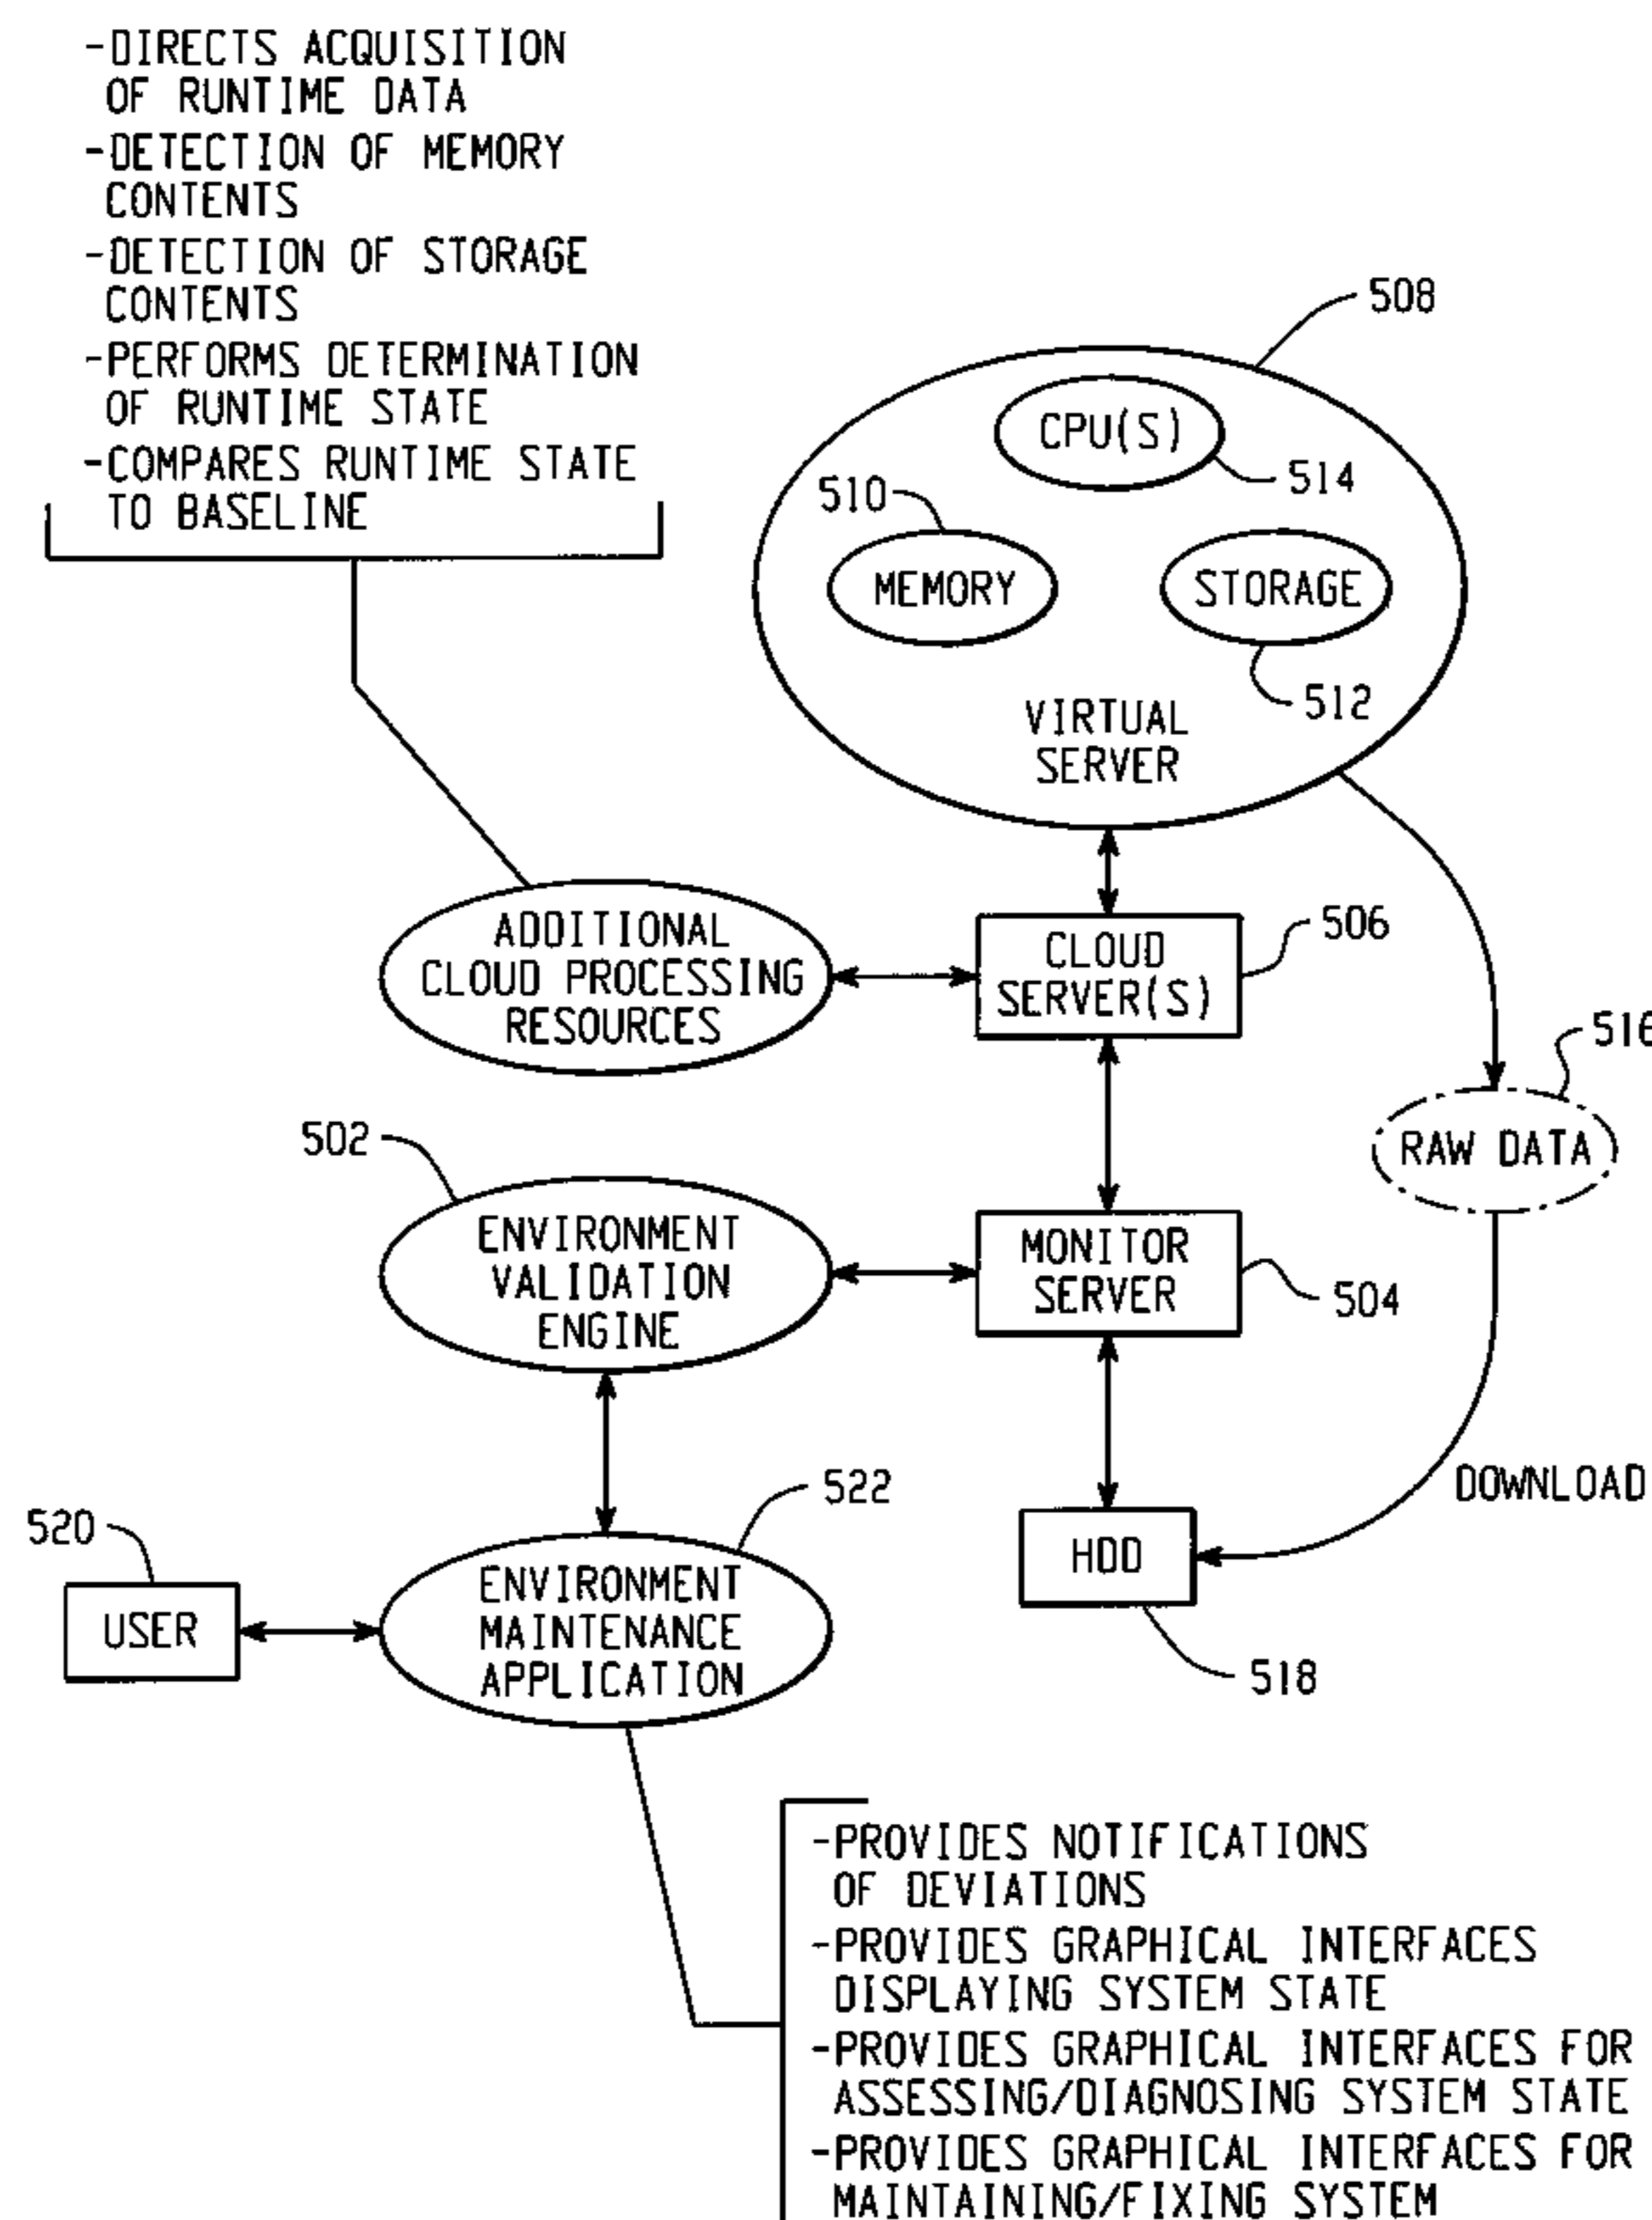 -DIRECTS ACQUISITION
OF RUNTIME DATA
-DETECTION OF MEMORY
CONTENTS
-DETECTION OF STORAGE
CONTENTS
-PERFORMS DETERMINATION
OF RUNTIME STATE
-COMPARES RUNTIME STATE
TO BASELINE
508
CPU(S)
514
510
MEMORY
STORAGE
512
VIRTUAL
SERVER
ADDITIONAL
CLOUD PROCESSING
RESOURCES
CLOUD
SERVER(S)
506
516
RAW DATA
502
ENVIRONMENT
VALIDATION
ENGINE
MONITOR
SERVER
504
DOWNLOAD
522
520
USER
ENVIRONMENT
MAINTENANCE
APPLICATION
HDD
518
-PROVIDES NOTIFICATIONS
OF DEVIATIONS
-PROVIDES GRAPHICAL INTERFACES
DISPLAYING SYSTEM STATE
-PROVIDES GRAPHICAL INTERFACES FOR
ASSESSING/DIAGNOSING SYSTEM STATE
-PROVIDES GRAPHICAL INTERFACES FOR
MAINTAINING/FIXING SYSTEM